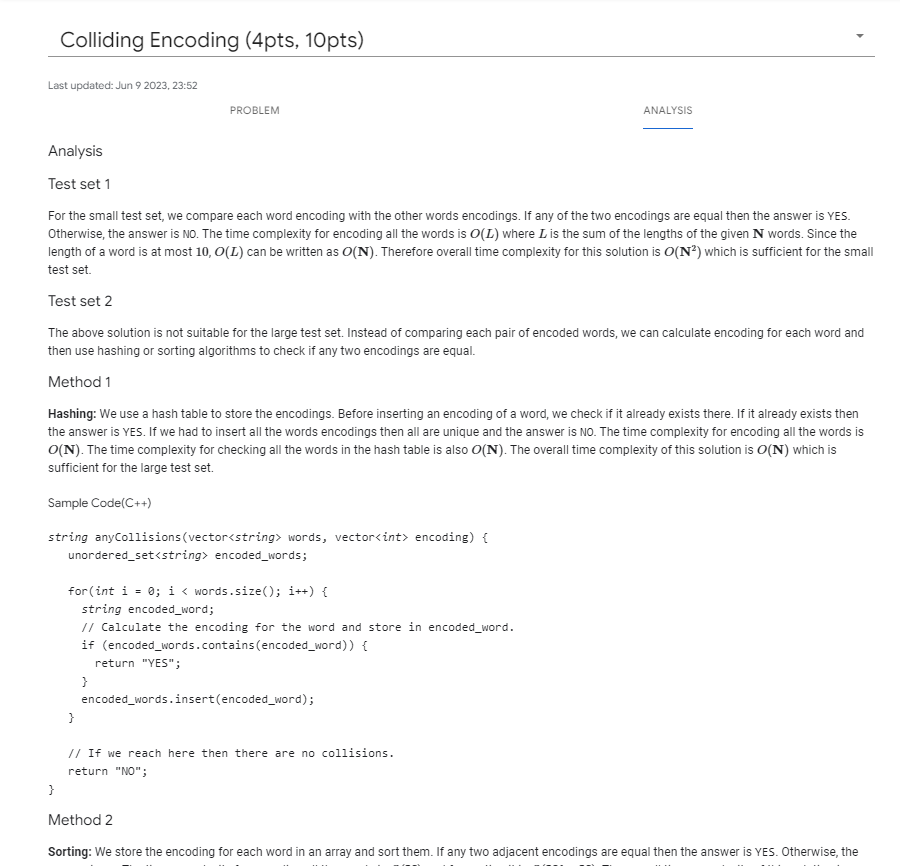 Colliding Encoding (4pts, 10pts)
Last updated: Jun 9 2023, 23:52
PROBLEM
ANALYSIS
Analysis
Test set 1
For the small test set, we compare each word encoding with the other words encodings. If any of the two encodings are equal then the answer is YES.
Otherwise, the answer is NO. The time complexity for encoding all the words is O(L) where L is the sum of the lengths of the given N words. Since the
length of a word is at most 10, O(L) can be written as O(N). Therefore overall time complexity for this solution is O(N²) which is sufficient for the small
test set.
Test set 2
The above solution is not suitable for the large test set. Instead of comparing each pair of encoded words, we can calculate encoding for each word and
then use hashing or sorting algorithms to check if any two encodings are equal.
Method 1
Hashing: We use a hash table to store the encodings. Before inserting an encoding of a word, we check if it already exists there. If it already exists then
the answer is YES. If we had to insert all the words encodings then all are unique and the answer is NO. The time complexity for encoding all the words is
O(N). The time complexity for checking all the words in the hash table is also O(N). The overall time complexity of this solution is O(N) which is
sufficient for the large test set.
Sample Code(C++)
string anyCollisions(vector<string> words, vector<int> encoding) {
unordered_set<string> encoded_words;
for(int i = 0; i < words.size(); i++) {
string encoded_word;
// Calculate the encoding for the word and store in encoded_word.
if (encoded_words.contains(encoded_word)) {
return "YES";
}
encoded_words.insert(encoded_word);
}
// If we reach here then there are no collisions.
return "NO";
}
Method 2
Sorting: We store the encoding for each word in an array and sort them. If any two adjacent encodings are equal then the answer is YES. Otherwise, the